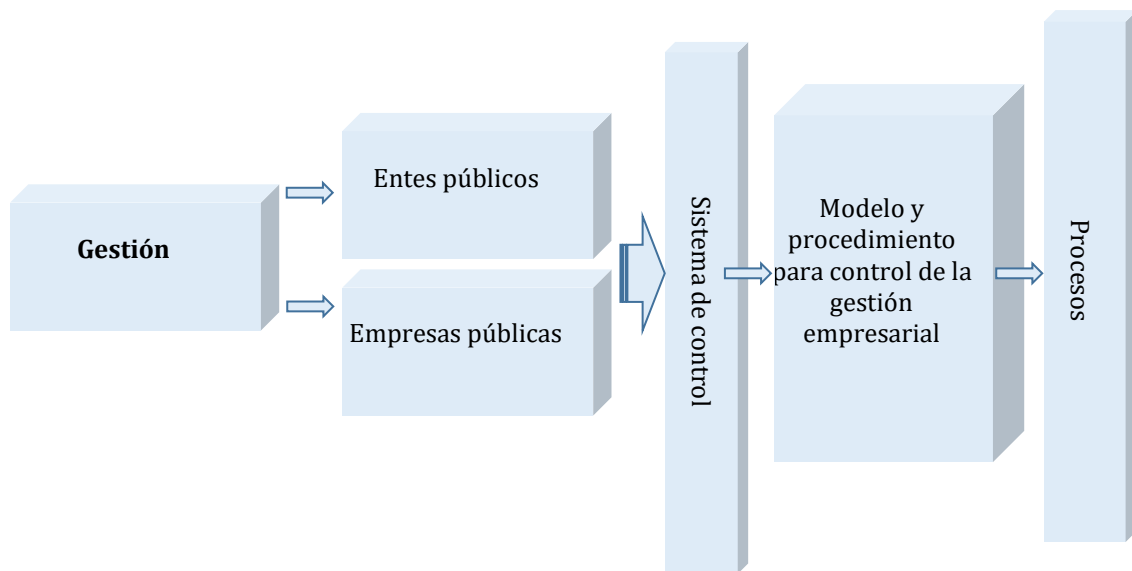 Gestión
Entes públicos
Empresas públicas
Sistema de control
Modelo y
procedimiento
para control de la
gestión
empresarial
Procesos